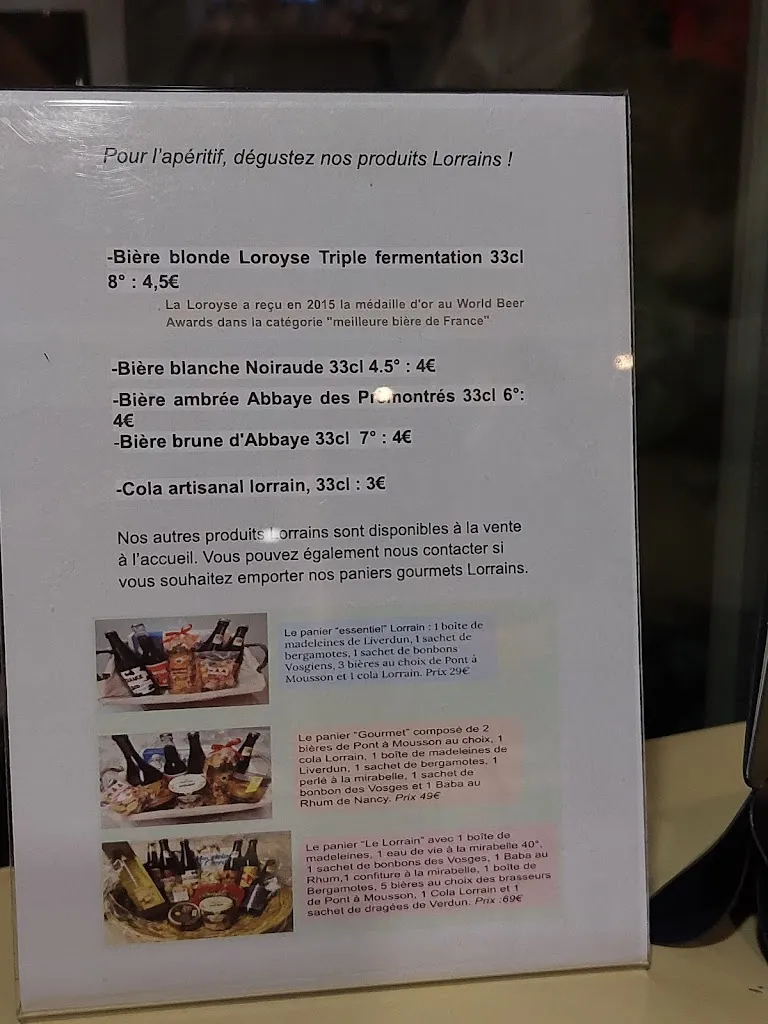 Pour l'apéritif, dégustez nos produits Lorrains !
-Bière blonde Loroyse Triple fermentation 33cl
8° : 4,5€
La Loroyse a reçu en 2015 la médaille d'or au World Beer
Awards dans la catégorie "meilleure bière de France"
-Bière blanche Noiraude 33cl 4.5° : 4€
-Bière ambrée Abbaye des Prémontrés 33cl 6°:
4€
-Bière brune d'Abbaye 33cl 7° : 4€
-Cola artisanal lorrain, 33cl : 3€
Nos autres produits Lorrains sont disponibles à la vente
à l'accueil. Vous pouvez également nous contacter si
vous souhaitez emporter nos paniers gourmets Lorrains.
Le panier "essentiel" Lorrain : 1 boîte de
madeleines de Liverdun, 1 sachet de
bergamotes, 1 sachet de bonbons
Vosgiens, 3 bières au choix de Pont à
Mousson et 1 cola Lorrain. Prix 29€
Le panier "Gourmet" composé de 2
bières de Pont à Mousson au choix, 1
cola Lorrain, 1 boîte de madeleines de
Liverdun, 1 sachet de bergamotes, 1
perlé à la mirabelle, 1 sachet de
bonbon des Vosges et 1 Baba au
Rhum de Nancy. Prix 49€
Le panier "Le Lorrain" avec 1 boîte de
madeleines, 1 eau de vie à la mirabelle 40°,
1 sachet de bonbons des Vosges, 1 Baba au
Rhum,1 confiture à la mirabelle, 1 boîte de
Bergamotes, 5 bières au choix des brasseurs
de Pont à Mousson, 1 Cola Lorrain et 1
sachet de dragées de Verdun. Prix :69€